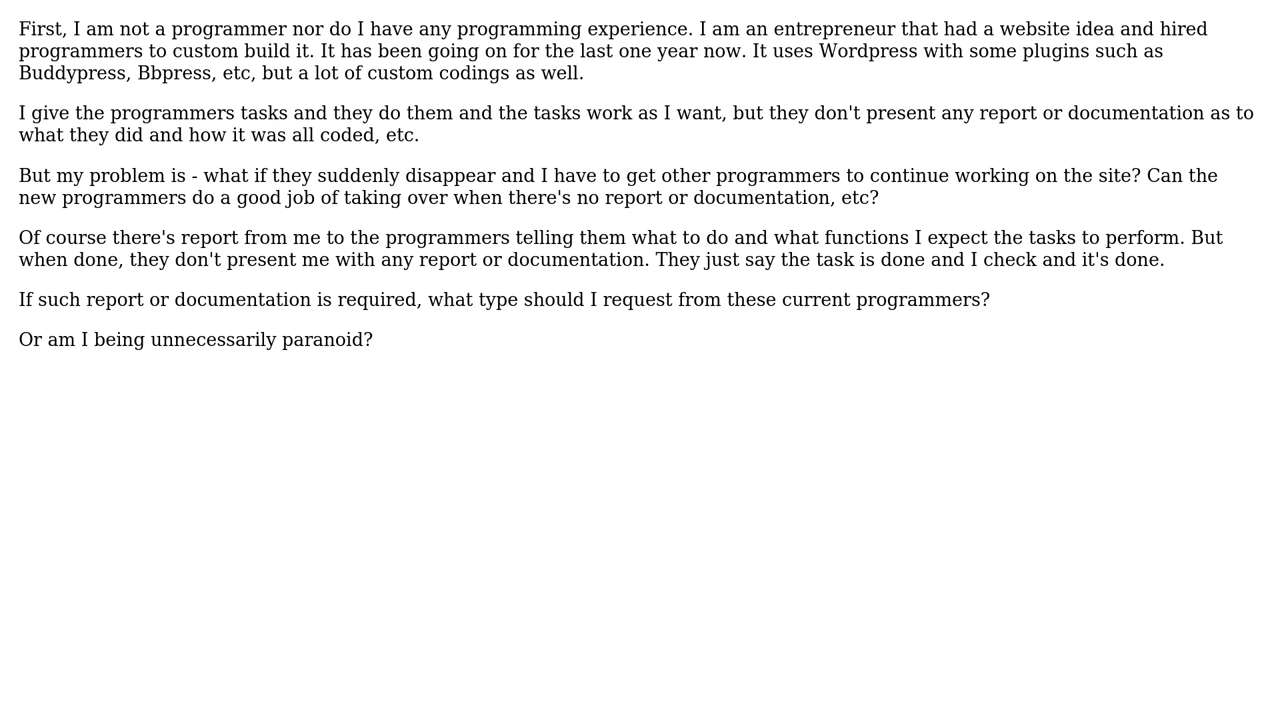 First, I am not a programmer nor do I have any programming experience. I am an entrepreneur that had a website idea and hired
programmers to custom build it. It has been going on for the last one year now. It uses Wordpress with some plugins such as
Buddypress, Bbpress, etc, but a lot of custom codings as well.
I give the programmers tasks and they do them and the tasks work as I want, but they don't present any report or documentation as to
what they did and how it was all coded, etc.
But my problem is - what if they suddenly disappear and I have to get other programmers to continue working on the site? Can the
new programmers do a good job of taking over when there's no report or documentation, etc?
Of course there's report from me to the programmers telling them what to do and what functions I expect the tasks to perform. But
when done, they don't present me with any report or documentation. They just say the task is done and I check and it's done.
If such report or documentation is required, what type should I request from these current programmers?
Or am I being unnecessarily paranoid?